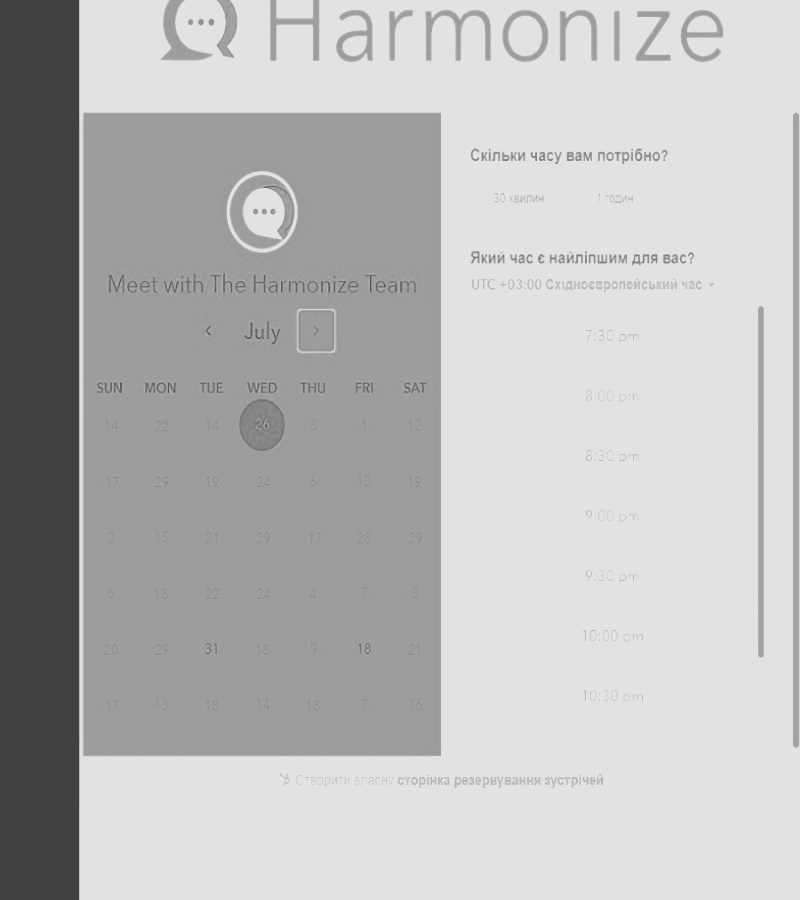 Harmonize
Meet with The Harmonize Team
July
SUN MON TUE WED THU FRI SAT
14 22 14 26 8 1 12
17 29 19 24 6 13 19
3 15 21 29 17 28 29
6 18 22 24 4 7 8
20 29 31 18 9 18 21
17 13 18 14 18 7 16
Скільки часу вам потрібно?
30 хвилин 1 годин
Який час є найліпшим для вас?
UTC +03:00 Східноєвропейський час
7:30 pm
8:00 pm
8:30 pm
9:00 pm
9:30 pm
10:00 pm
10:30 pm
Створити власну сторінка резервування зустрічей